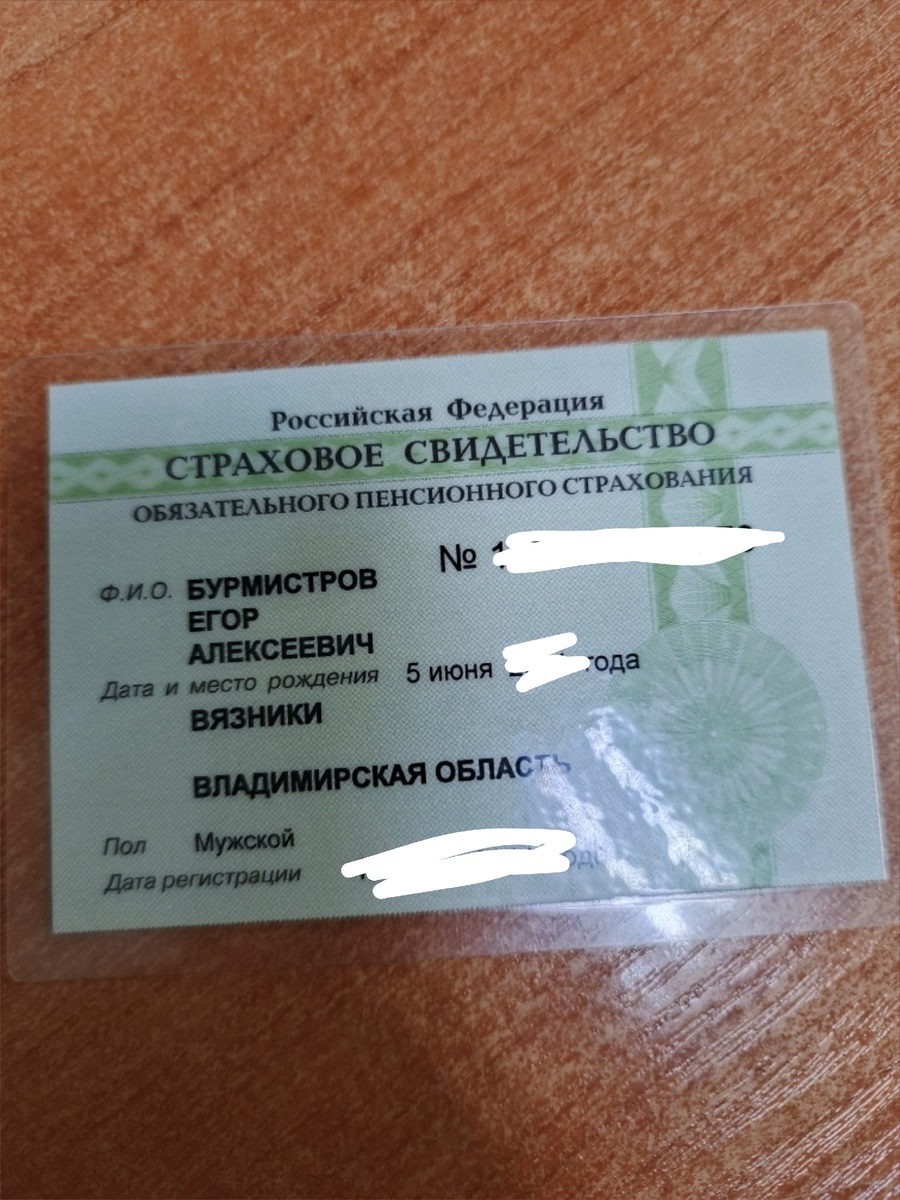 Российская Федерация
СТРАХОВОЕ СВИДЕТЕЛЬСТВО
ОБЯЗАТЕЛЬНОГО ПЕНСИОННОГО СТРАХОВАНИЯ
№
Ф.И.О. БУРМИСТРОВ
ЕГОР
АЛЕКСЕЕВИЧ
Дата и место рождения 5 июня года
ВЯЗНИКИ
ВЛАДИМИРСКАЯ ОБЛАСТЬ
Пол Мужской
Дата регистрации